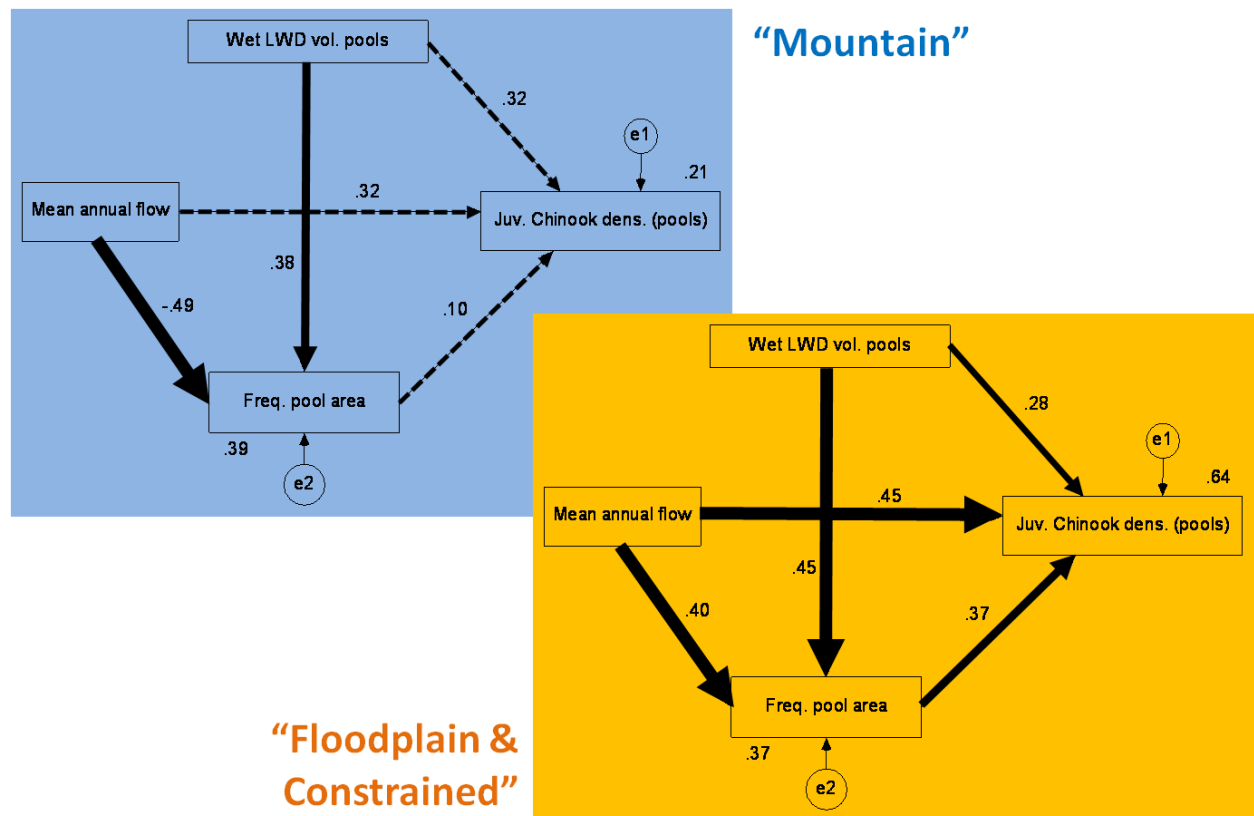 Wet LWD vol. pools
“Mountain”
.32
e1
.21
Mean annual flow
.32
Juv. Chinook dens. (pools)
.38
-.49
.10
Freq. pool area
.39
e2
Wet LWD vol. pools
.28
e1
.64
Mean annual flow
.45
Juv. Chinook dens. (pools)
.45
.40
.37
Freq. pool area
.37
e2
“Floodplain &
Constrained”